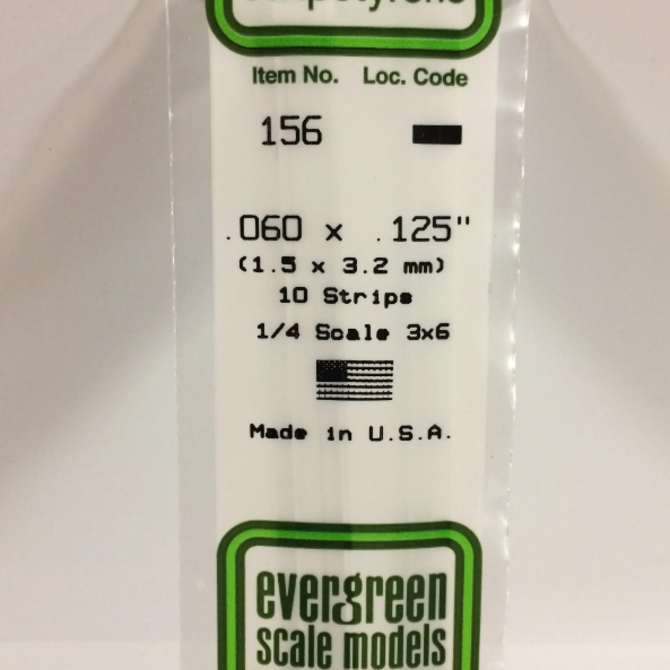 Item No. Loc. Code
156
.060 x .125"
(1.5 x 3.2 mm)
10 Strips
1/4 Scale 3x6
Made in U.S.A.
evergreen
scale models